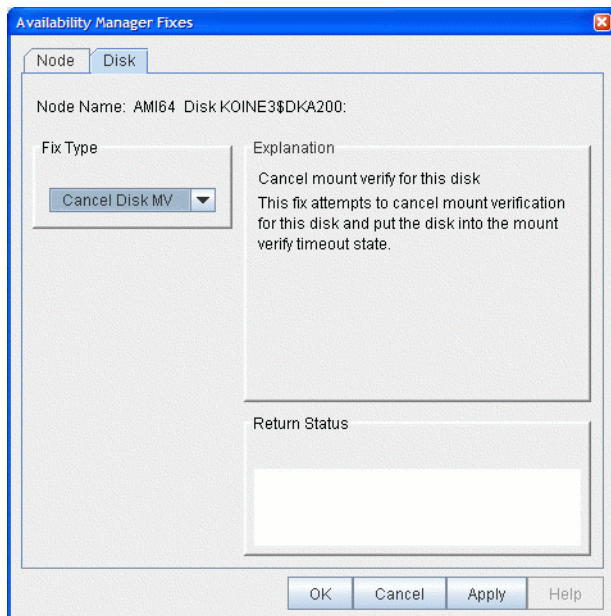 Availability Manager Fixes
Node Disk
Node Name: AMI64 Disk KOINE3$DKA200:
Fix Type
Cancel Disk MV
Explanation
Cancel mount verify for this disk
This fix attempts to cancel mount verification
for this disk and put the disk into the mount
verify timeout state.
Return Status
OK Cancel Apply Help